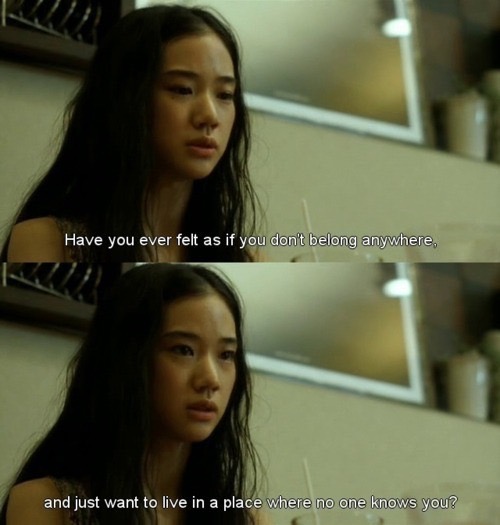 Have you ever felt as if you don't belong anywhere,
and just want to live in a place where no one knows you?